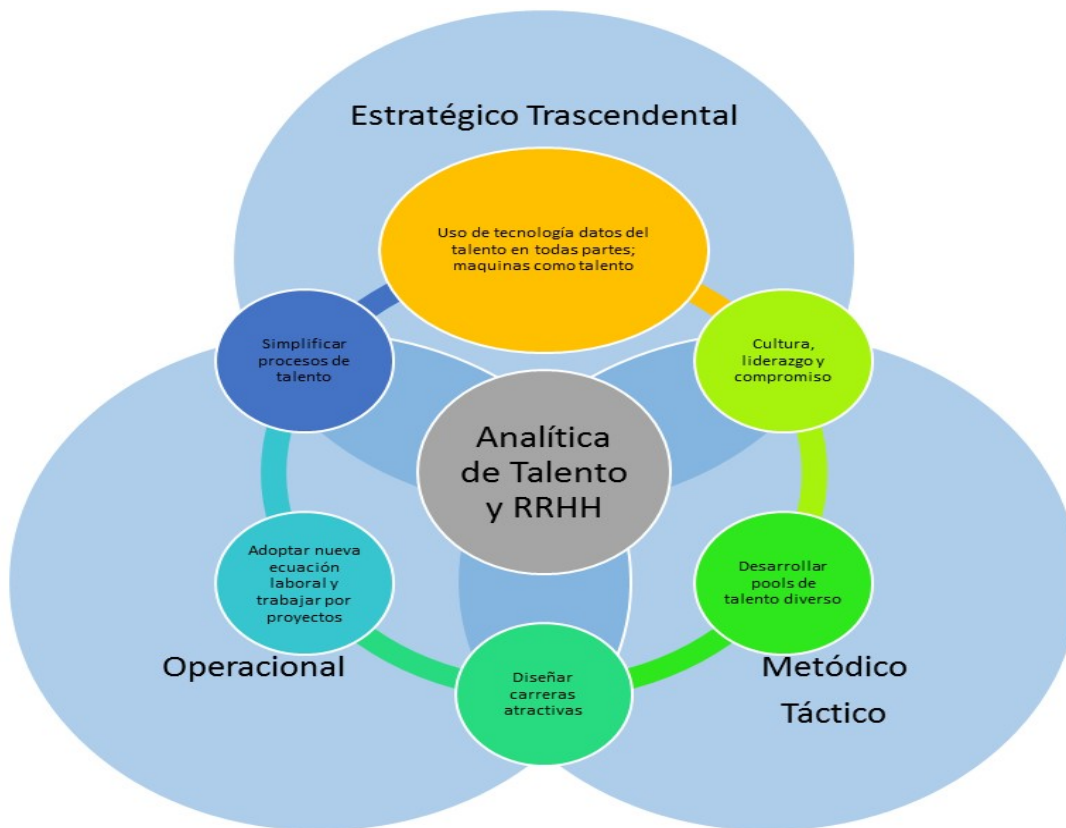 Estratégico Trascendental
Uso de tecnología datos del
talento en todas partes;
maquinas como talento
Simplificar
procesos de
talento
Cultura,
liderazgo y
compromiso
Analítica
de Talento
y RRHH
Adoptar nueva
ecuación
laboral y
trabajar por
proyectos
Desarrollar
pools de
talento diverso
Operacional
Diseñar
carreras
atractivas
Metódico
Táctico